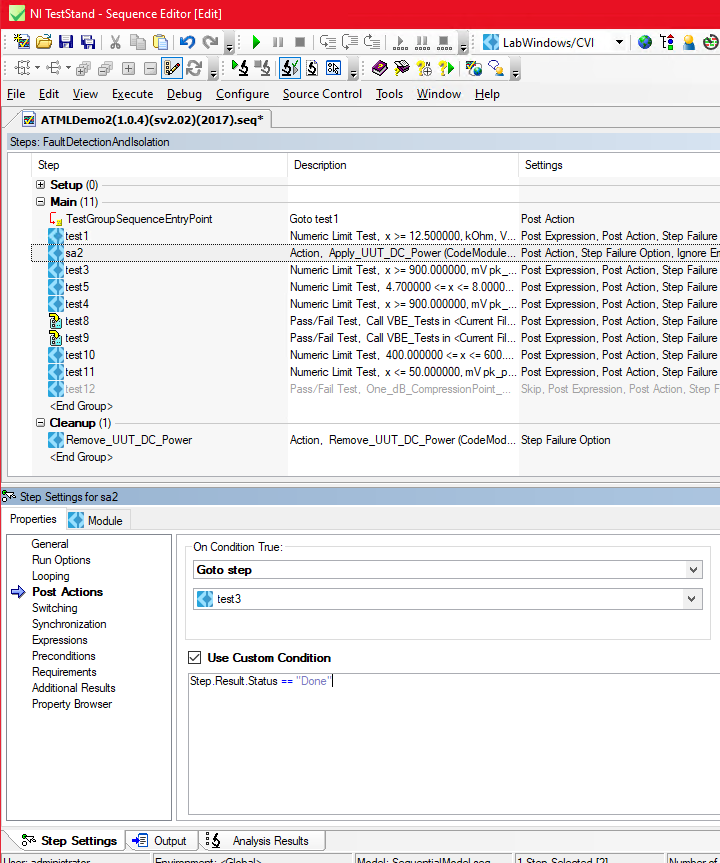 NI TestStand - Sequence Editor [Edit]
LabWindows/CVI
File Edit View Execute Debug Configure Source Control Tools Window Help
ATMLDemo2(1.0.4)(sv2.02)(2017).seq*
Steps: FaultDetectionAndIsolation
Step Description Settings
Setup (0)
Main (11)
TestGroupSequenceEntryPoint Goto test1 Post Action
test1 Numeric Limit Test, x >= 12.500000, kOhm, V... Post Expression, Post Action, Step Failure
sa2 Action, Apply_UUT_DC_Power (CodeModule... Post Action, Step Failure Option, Ignore Er
test3 Numeric Limit Test, x >= 900.000000, mV pk_... Post Expression, Post Action, Step Failure
test5 Numeric Limit Test, 4.700000 <= x <= 8.0000... Post Expression, Post Action, Step Failure
test4 Numeric Limit Test, x >= 900.000000, mV pk_... Post Expression, Post Action, Step Failure
test8 Pass/Fail Test, Call VBE_Tests in <Current Fil... Post Expression, Post Action, Step Failure
test9 Pass/Fail Test, Call VBE_Tests in <Current Fil... Post Expression, Post Action, Step Failure
test10 Numeric Limit Test, 400.000000 <= x <= 600.... Post Expression, Post Action, Step Failure
test11 Numeric Limit Test, x <= 50.000000, mV pk_p... Post Expression, Post Action, Step Failure
test12 Pass/Fail Test, One_dB_CompressionPoint_... Skip, Post Expression, Post Action, Step F
<End Group>
Cleanup (1)
Remove_UUT_DC_Power Action, Remove_UUT_DC_Power (CodeMod... Step Failure Option
<End Group>
Step Settings for sa2
Properties Module
General
Run Options
Looping
Post Actions
Switching
Synchronization
Expressions
Preconditions
Requirements
Additional Results
Property Browser
On Condition True:
Goto step
test3
Use Custom Condition
Step.Result.Status == "Done"
Step Settings Output Analysis Results
User: administrator Environment: <Global> Model: SequentialModel.seq 1 Step Selected [2] Number of